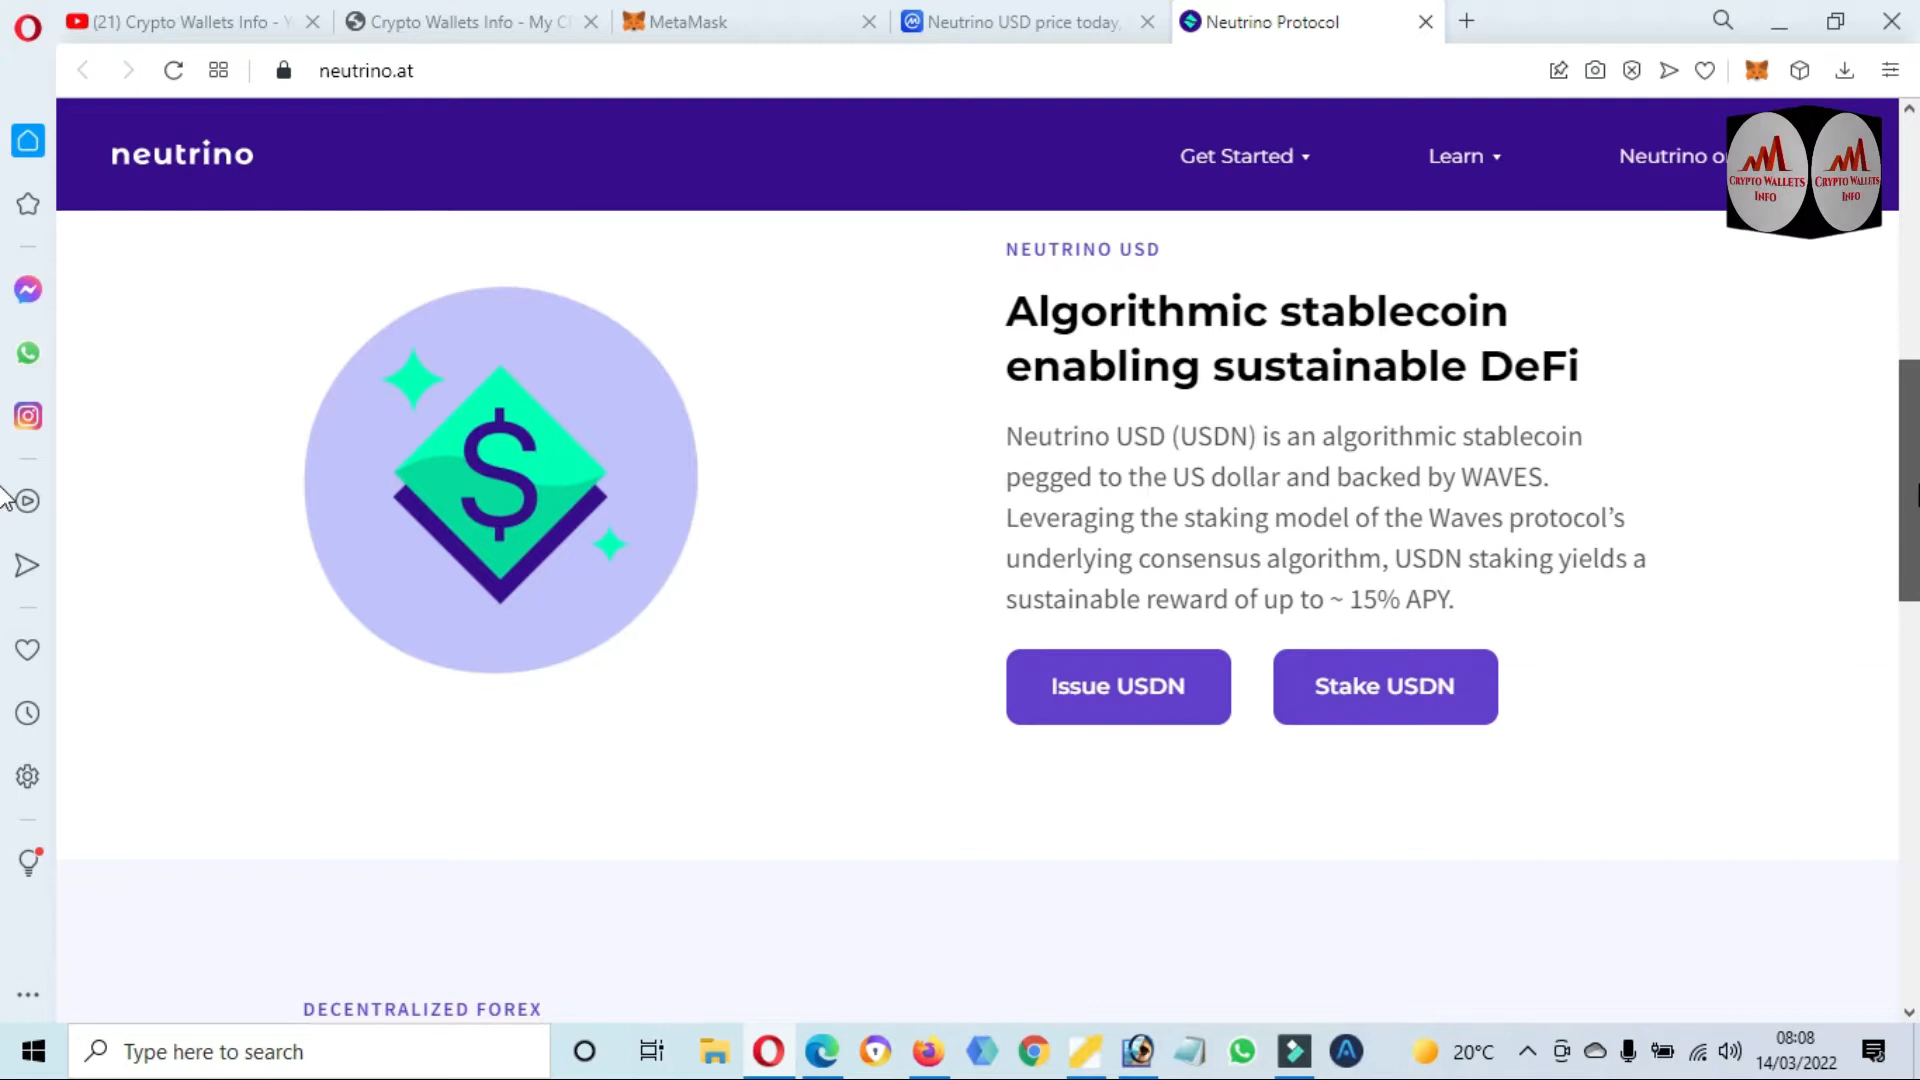 (21) Crypto Wallets Info - Y
Crypto Wallets Info - My C
MetaMask
Neutrino USD price today,
Neutrino Protocol
neutrino.at
neutrino
Get Started
Learn
Neutrino o
CRYPTO WALLETS
INFO
CRYPTO WALLETS
INFO
NEUTRINO USD
Algorithmic stablecoin
enabling sustainable DeFi
Neutrino USD (USDN) is an algorithmic stablecoin
pegged to the US dollar and backed by WAVES.
Leveraging the staking model of the Waves protocol’s
underlying consensus algorithm, USDN staking yields a
sustainable reward of up to ~ 15% APY.
Issue USDN
Stake USDN
$
DECENTRALIZED FOREX
Type here to search
20°C
08:08
14/03/2022